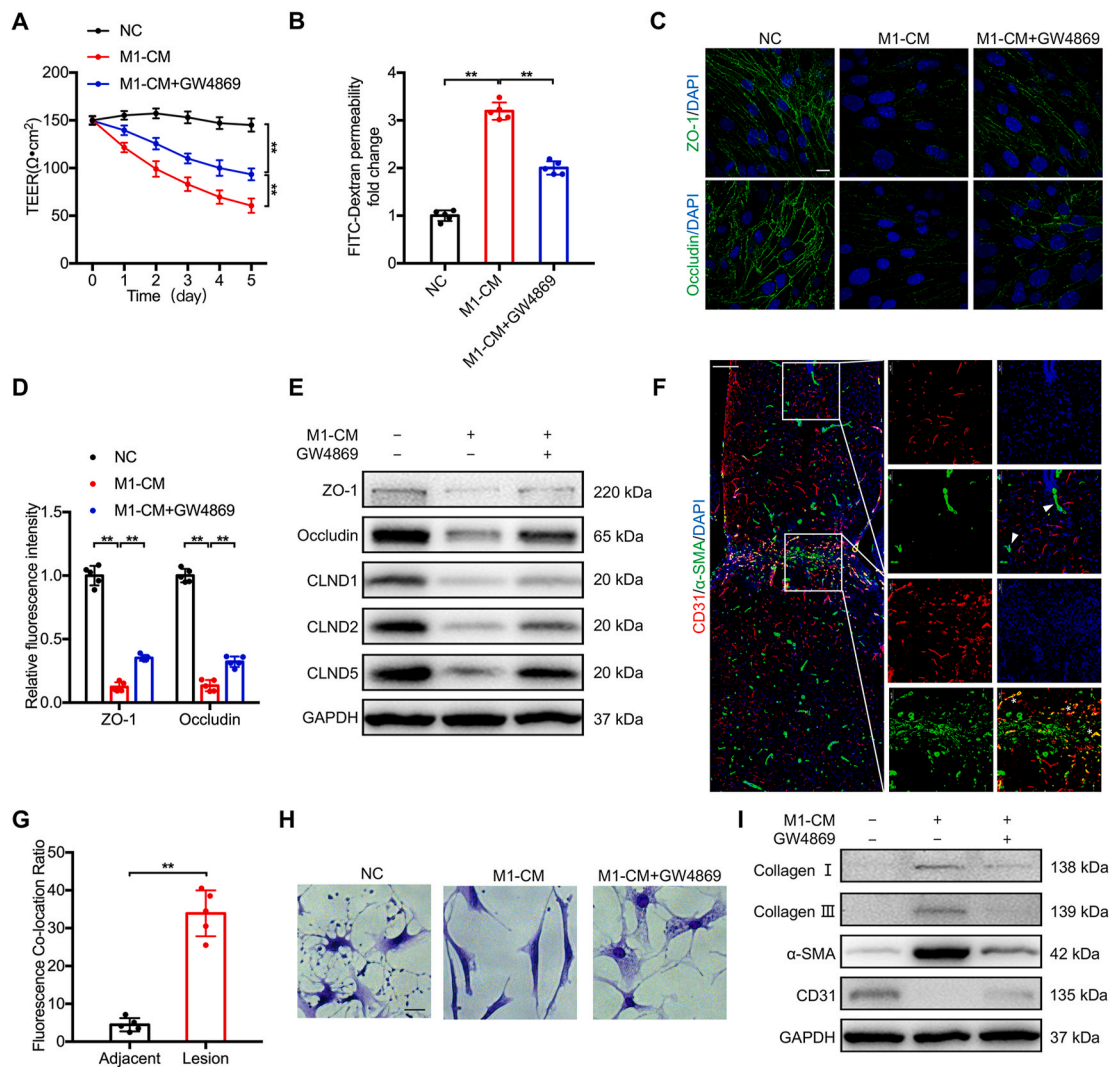 A
NC
M1-CM
M1-CM+GW4869
200
150
100
50
0
TEER(Ω•cm2)
**
**
0 1 2 3 4 5
Time (day)
B
4
3
2
1
0
FITC-Dextran permeability
fold change
** **
NC
M1-CM
M1-CM+GW4869
C
NC M1-CM M1-CM+GW4869
ZO-1/DAPI
Occludin/DAPI
D
NC
M1-CM
M1-CM+GW4869
1.5
1.0
0.5
0.0
Relative fluorescence intensity
** ** ** **
ZO-1 Occludin
E
M1-CM – + +
GW4869 – – +
ZO-1 220 kDa
Occludin 65 kDa
CLND1 20 kDa
CLND2 20 kDa
CLND5 20 kDa
GAPDH 37 kDa
F
CD31/α-SMA/DAPI
*
*
*
G
50
40
30
20
10
0
Fluorescence Co-location Ratio
**
Adjacent Lesion
H
NC M1-CM M1-CM+GW4869
I
M1-CM – + +
GW4869 – – +
Collagen Ⅰ 138 kDa
Collagen Ⅲ 139 kDa
α-SMA 42 kDa
CD31 135 kDa
GAPDH 37 kDa